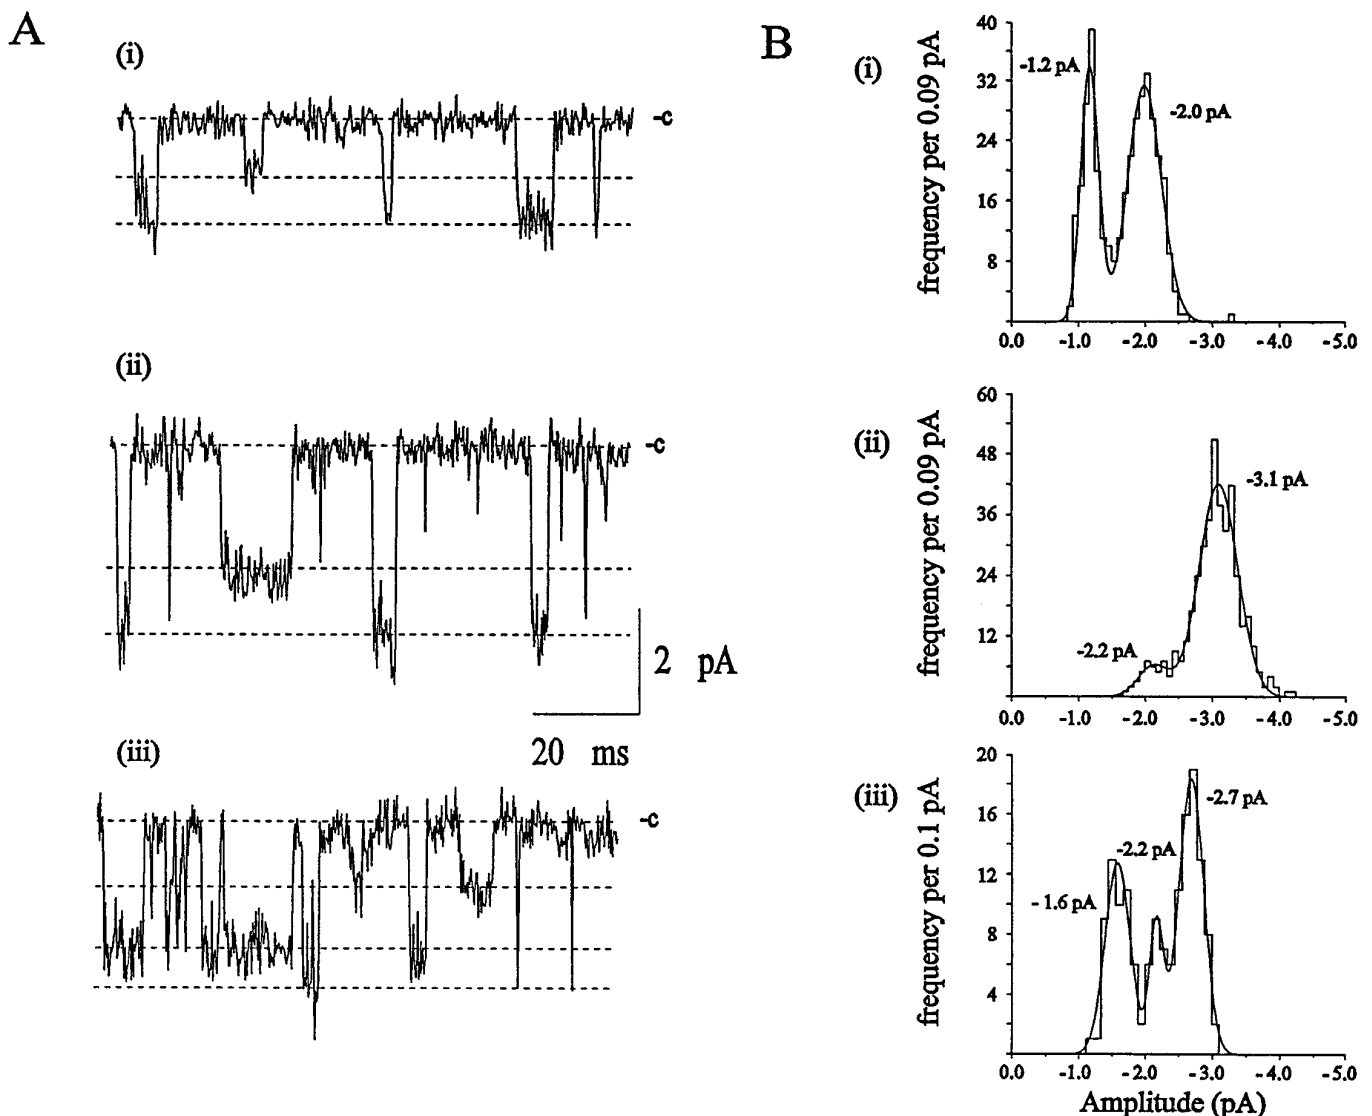 A
(i)
-c
(ii)
-c
2 pA
20 ms
(iii)
-c
B
(i)
frequency per 0.09 pA
40
32
24
16
8
-1.2 pA
-2.0 pA
0.0 -1.0 -2.0 -3.0 -4.0 -5.0
(ii)
frequency per 0.09 pA
60
48
36
24
12
-3.1 pA
-2.2 pA
0.0 -1.0 -2.0 -3.0 -4.0 -5.0
(iii)
frequency per 0.1 pA
20
16
12
8
4
-2.7 pA
-2.2 pA
-1.6 pA
0.0 -1.0 -2.0 -3.0 -4.0 -5.0
Amplitude (pA)